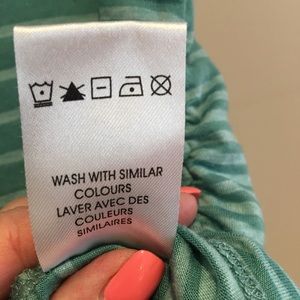 WASH WITH SIMILAR
COLOURS
LAVER AVEC DES
COULEURS
SIMILAIRES